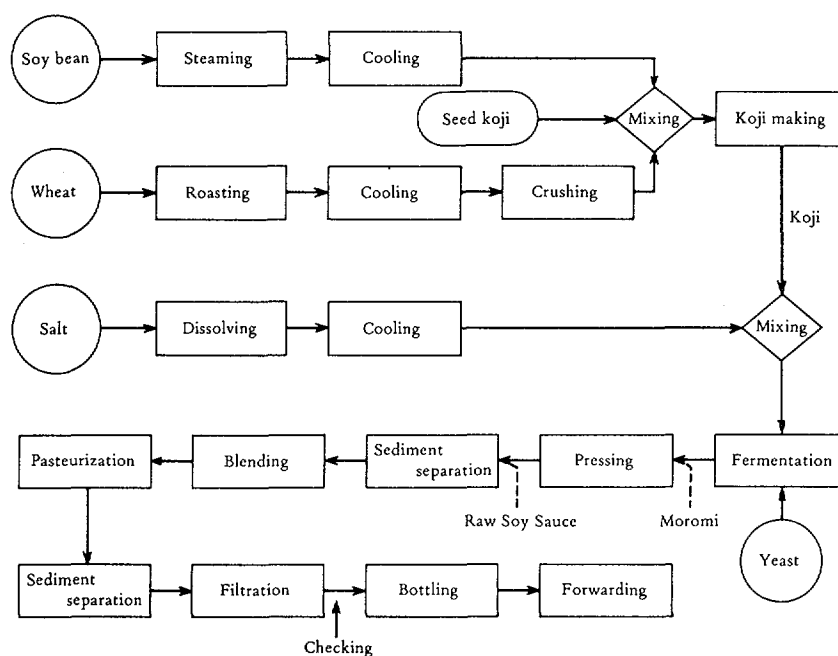 Soy bean
Steaming
Cooling
Seed koji
Mixing
Koji making
Wheat
Roasting
Cooling
Crushing
Koji
Salt
Dissolving
Cooling
Mixing
Pasteurization
Blending
Sediment
separation
Pressing
Fermentation
Raw Soy Sauce
Moromi
Yeast
Sediment
separation
Filtration
Bottling
Forwarding
Checking